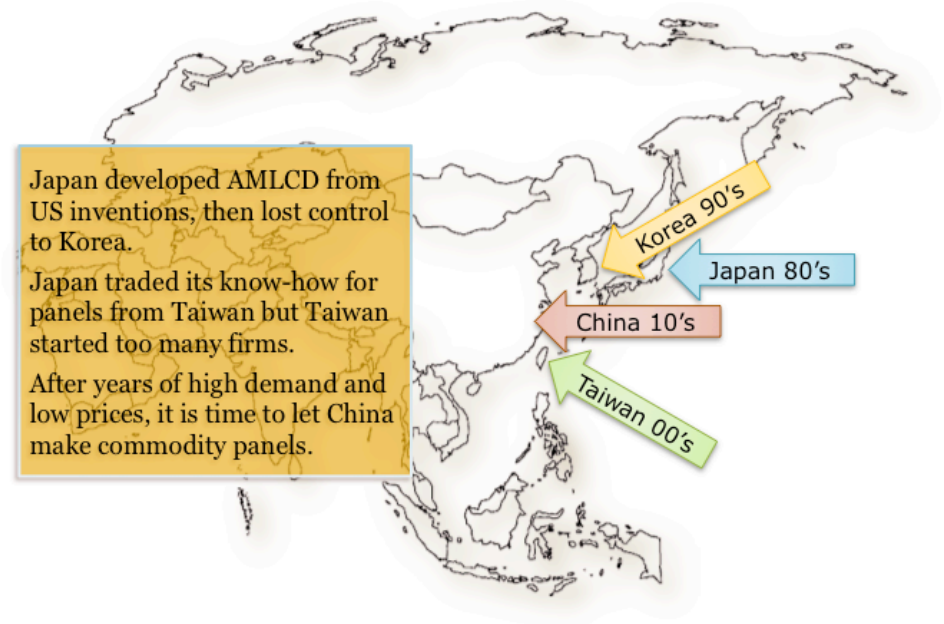 Japan developed AMLCD from
US inventions, then lost control
to Korea.
Japan traded its know-how for
panels from Taiwan but Taiwan
started too many firms.
After years of high demand and
low prices, it is time to let China
make commodity panels.
Korea 90's
Japan 80's
China 10's
Taiwan 00's